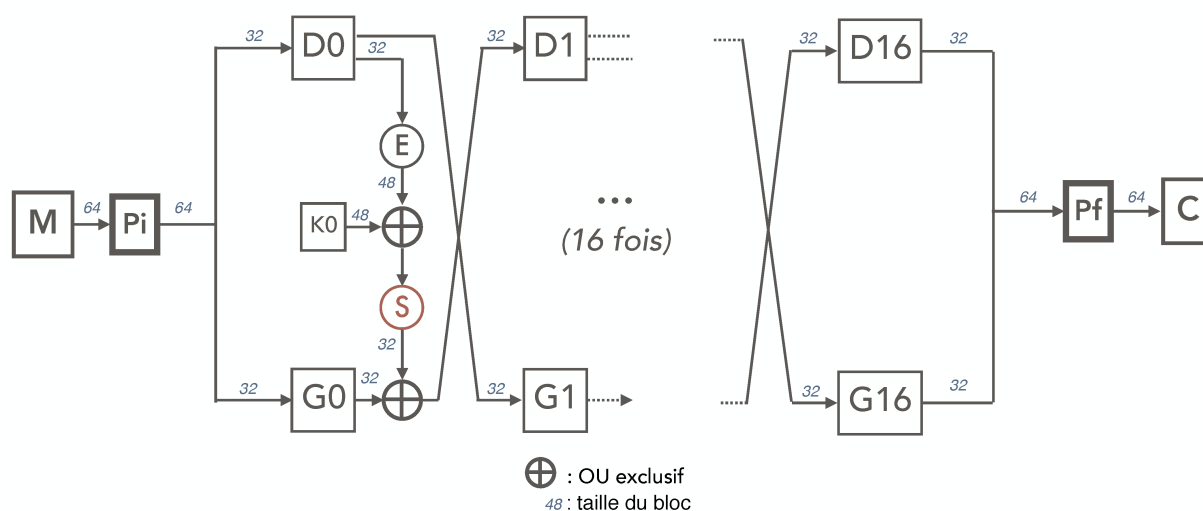 32 D0 32 32 D1 32 D16 32
E
48
M 64 Pi 64 K0 48 ... 64 Pf 64 C
(16 fois)
S
32
32 G0 32 32 G1 32 G16 32
: OU exclusif
48 : taille du bloc